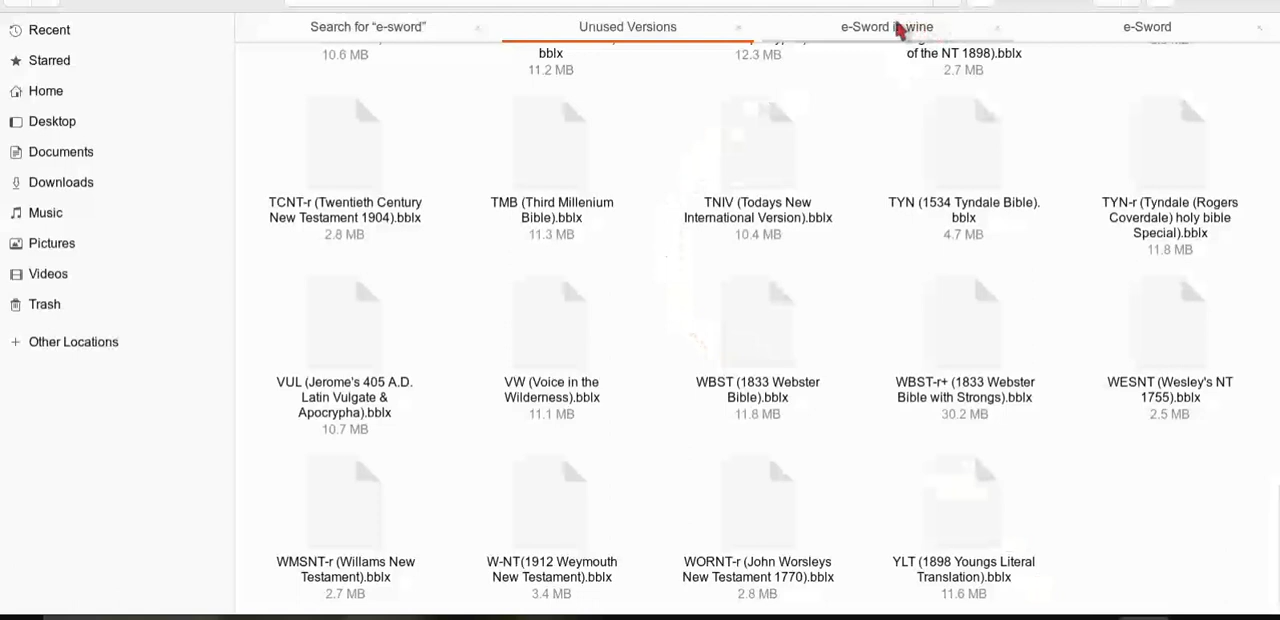 Search for “e-sword”
Unused Versions
e-Sword in wine
e-Sword
Recent
Starred
Home
Desktop
Documents
Downloads
Music
Pictures
Videos
Trash
Other Locations
10.6 MB
bblx
11.2 MB
12.3 MB
of the NT 1898).bblx
2.7 MB
TCNT-r (Twentieth Century
New Testament 1904).bblx
2.8 MB
TMB (Third Millenium
Bible).bblx
11.3 MB
TNIV (Todays New
International Version).bblx
10.4 MB
TYN (1534 Tyndale Bible).
bblx
4.7 MB
TYN-r (Tyndale (Rogers
Coverdale) holy bible
Special).bblx
11.8 MB
VUL (Jerome's 405 A.D.
Latin Vulgate &
Apocrypha).bblx
10.7 MB
VW (Voice in the
Wilderness).bblx
11.1 MB
WBST (1833 Webster
Bible).bblx
11.8 MB
WBST-r+ (1833 Webster
Bible with Strongs).bblx
30.2 MB
WESNT (Wesley's NT
1755).bblx
2.5 MB
WMSNT-r (Willams New
Testament).bblx
2.7 MB
W-NT(1912 Weymouth
New Testament).bblx
3.4 MB
WORNT-r (John Worsleys
New Testament 1770).bblx
2.8 MB
YLT (1898 Youngs Literal
Translation).bblx
11.6 MB